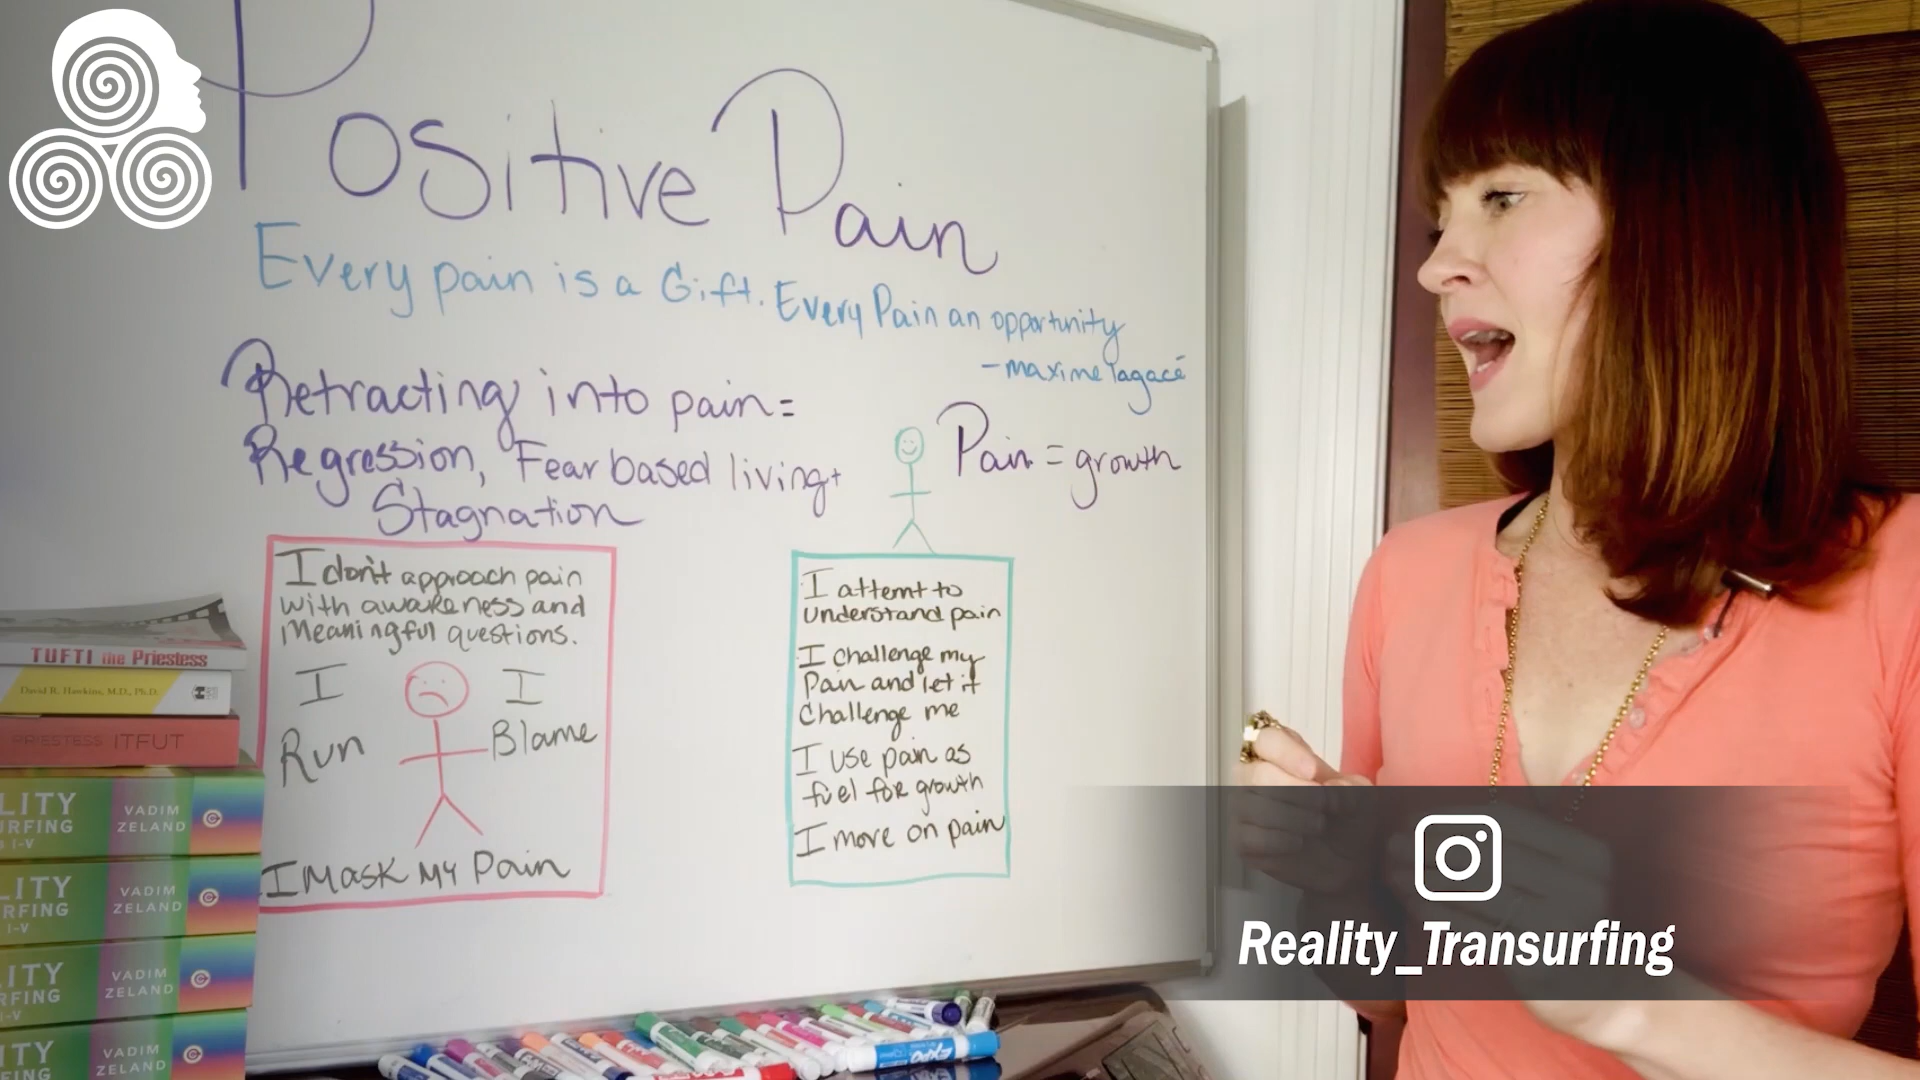 Positive Pain
Every pain is a Gift. Every Pain an opportunity
- maxime lagacé
Retracting into pain =
Regression, Fear based living +
Stagnation
Pain = growth
I don't approach pain
with awakeness and
meaningful questions.
I
Run
I
Blame
I Mask My Pain
I attemt to
understand pain
I challenge my
pain and let it
challenge me
I use pain as
fuel for growth
I move on pain
TUFTI the Priestess
David R. Hawkins, M.D., Ph.D.
PRIESTESS ITFUT
LITY
RFING
I-V
VADIM
ZELAND
LITY
RFING
I-V
VADIM
ZELAND
LITY
RFING
I-V
VADIM
ZELAND
ITY
FING
VADIM
ZELAND
EXPO
Reality_Transurfing